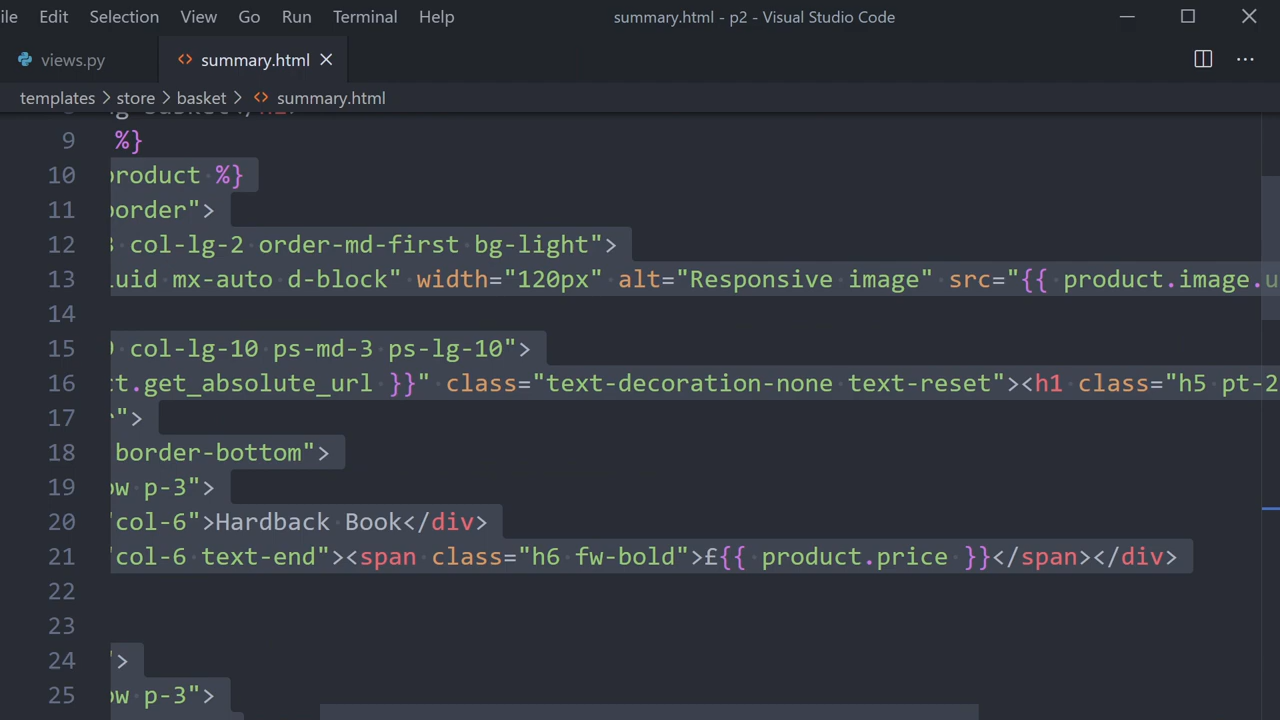 ile Edit Selection View Go Run Terminal Help summary.html - p2 - Visual Studio Code
views.py summary.html
templates > store > basket > summary.html
9 %}
10 product %}
11 border">
12 col-lg-2 order-md-first bg-light">
13 uid mx-auto d-block" width="120px" alt="Responsive image" src="{{ product.image.u
14
15 col-lg-10 ps-md-3 ps-lg-10">
16 ct.get_absolute_url }}" class="text-decoration-none text-reset"><h1 class="h5 pt-2
17 r">
18 border-bottom">
19 ow p-3">
20 "col-6">Hardback Book</div>
21 "col-6 text-end"><span class="h6 fw-bold">£{{ product.price }}</span></div>
22
23
24 ">
25 ow p-3">